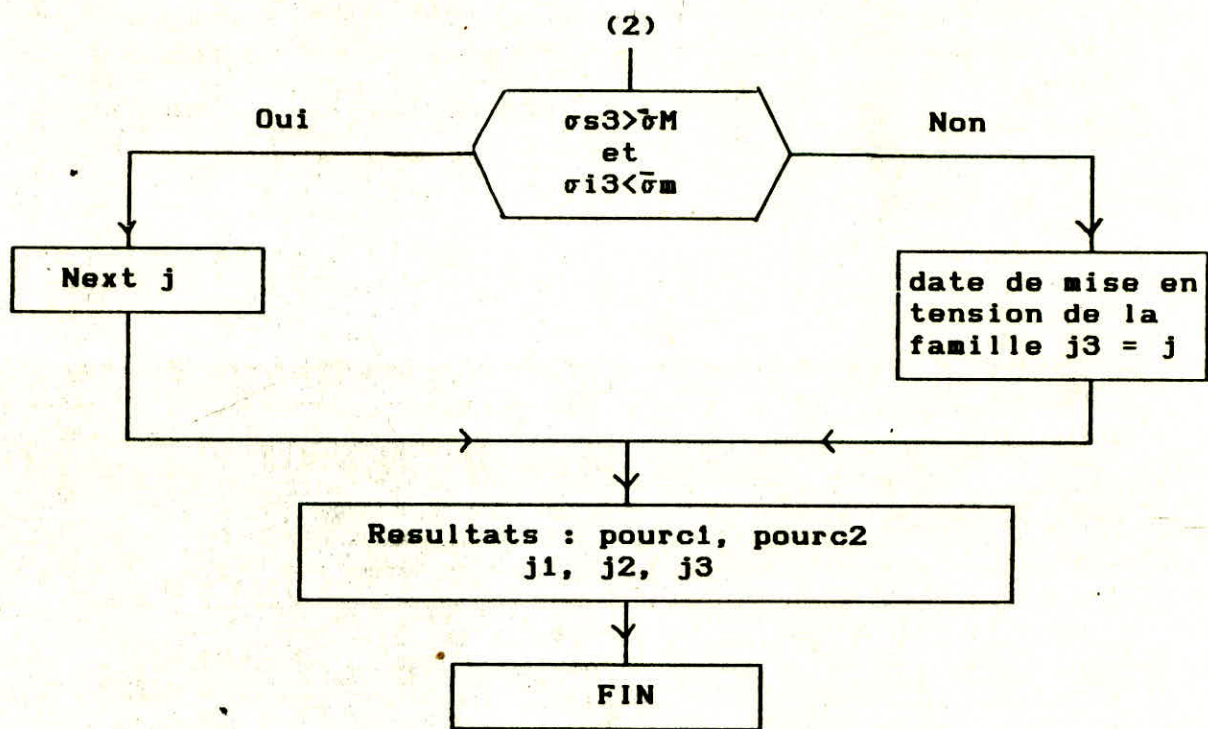 (2)
Oui
σs3>σ̄M
et
σi3<σ̄m
Non
Next j
date de mise en
tension de la
famille j3 = j
Resultats : pourc1, pourc2
j1, j2, j3
FIN